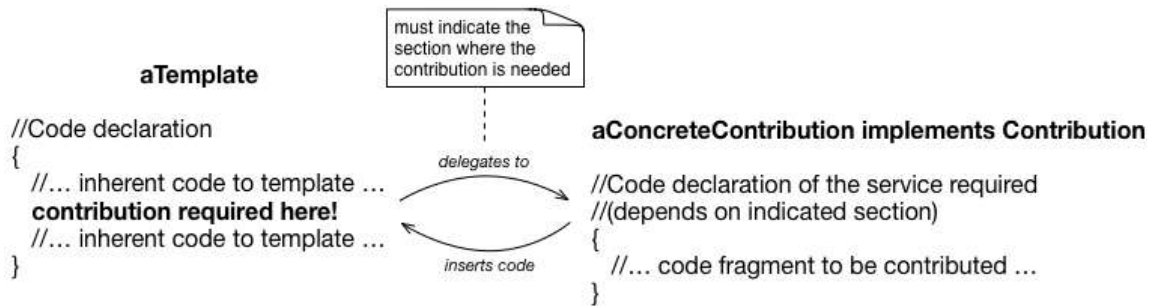 must indicate the
section where the
contribution is needed
aTemplate
//Code declaration
{
//... inherent code to template ...
contribution required here!
//... inherent code to template ...
}
delegates to
inserts code
aConcreteContribution implements Contribution
//Code declaration of the service required
//(depends on indicated section)
{
//... code fragment to be contributed ...
}